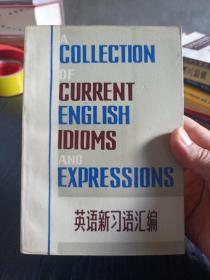 A
COLLECTION
OF
CURRENT
ENGLISH
IDIOMS
AND
EXPRESSIONS
英语新习语汇编